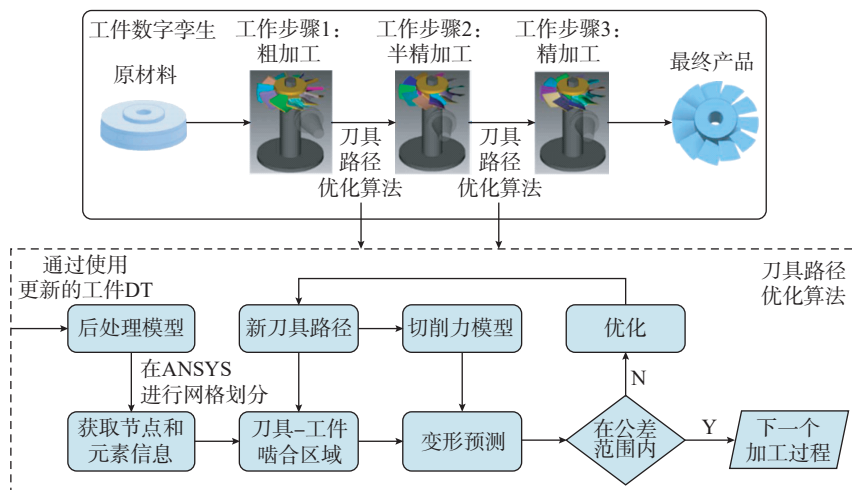 工件数字孪生
原材料
工作步骤1：
粗加工
工作步骤2：
半精加工
工作步骤3：
精加工
最终产品
刀具
路径
优化算法
刀具
路径
优化算法
通过使用
更新的工件DT
刀具路径
优化算法
后处理模型
新刀具路径
切削力模型
优化
在ANSYS
进行网格划分
N
获取节点和
元素信息
刀具–工件
啮合区域
变形预测
在公差
范围内
Y
下一个
加工过程